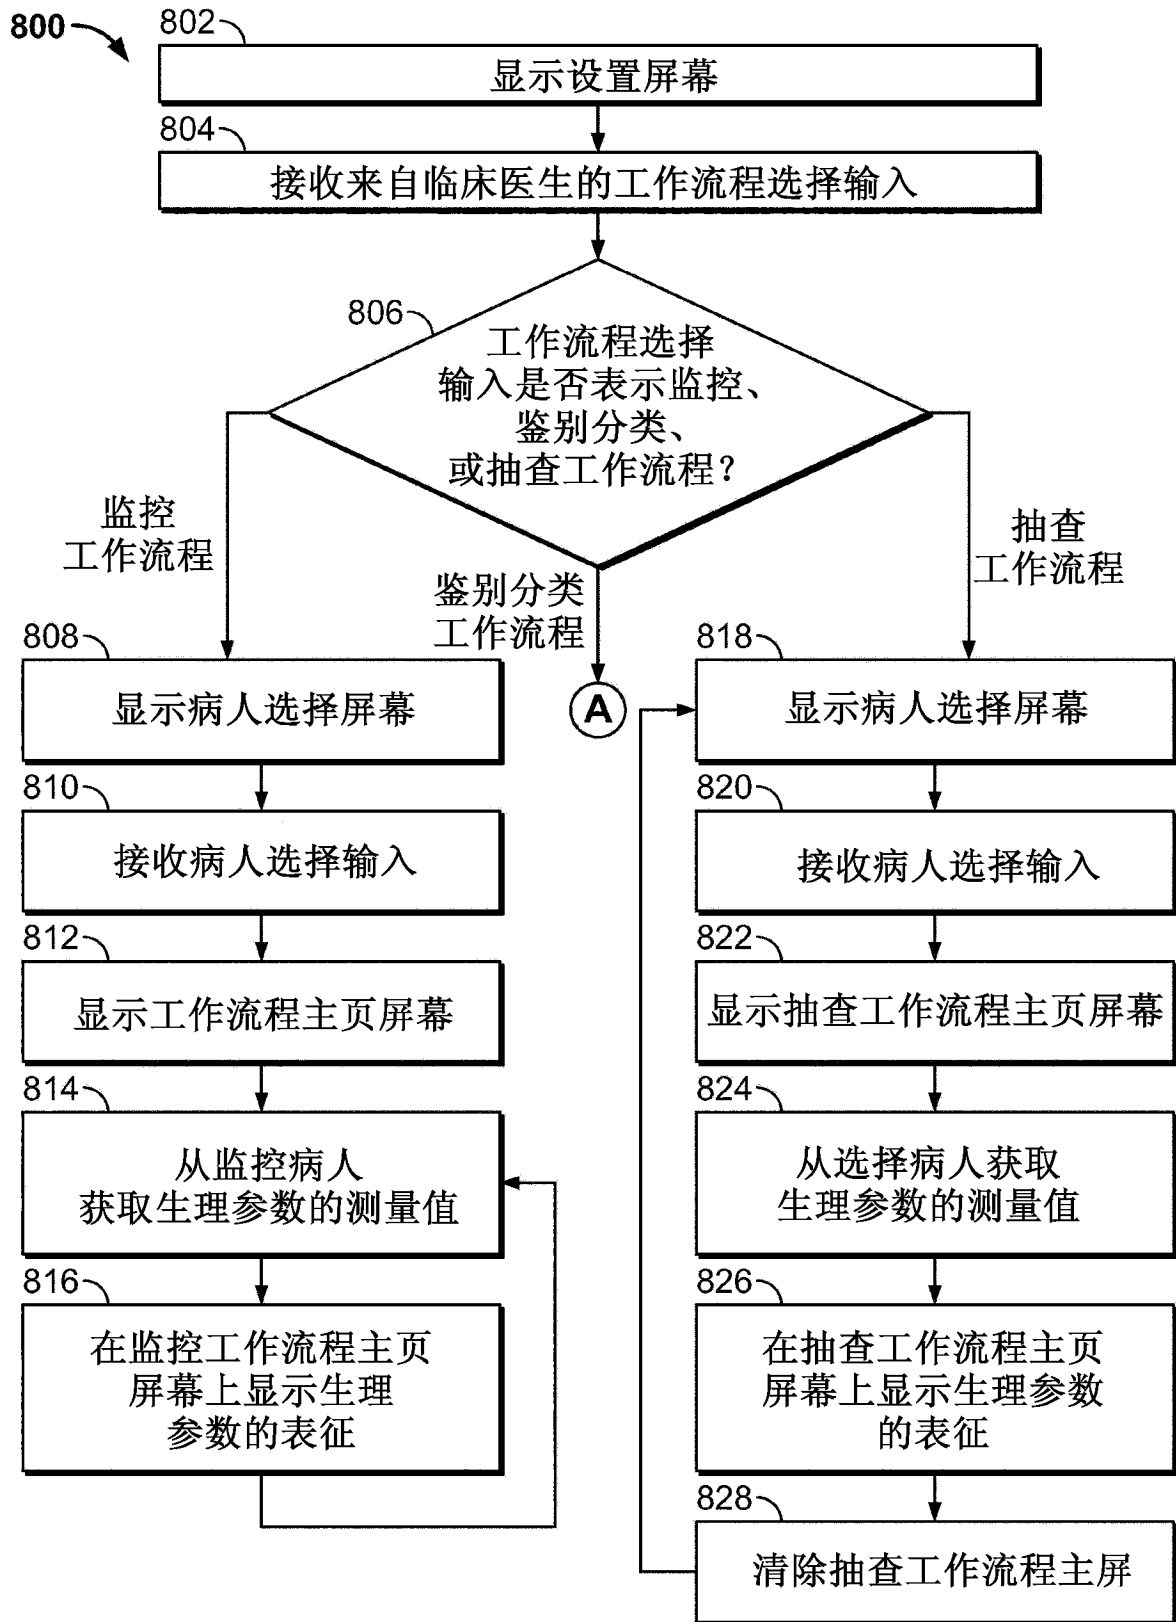 800
802
显示设置屏幕
804
接收来自临床医生的工作流程选择输入
806
工作流程选择
输入是否表示监控、
鉴别分类、
或抽查工作流程?
监控
工作流程
鉴别分类
工作流程
抽查
工作流程
A
808
显示病人选择屏幕
810
接收病人选择输入
812
显示工作流程主页屏幕
814
从监控病人
获取生理参数的测量值
816
在监控工作流程主页
屏幕上显示生理
参数的表征
818
显示病人选择屏幕
820
接收病人选择输入
822
显示抽查工作流程主页屏幕
824
从选择病人获取
生理参数的测量值
826
在抽查工作流程主页
屏幕上显示生理参数
的表征
828
清除抽查工作流程主屏